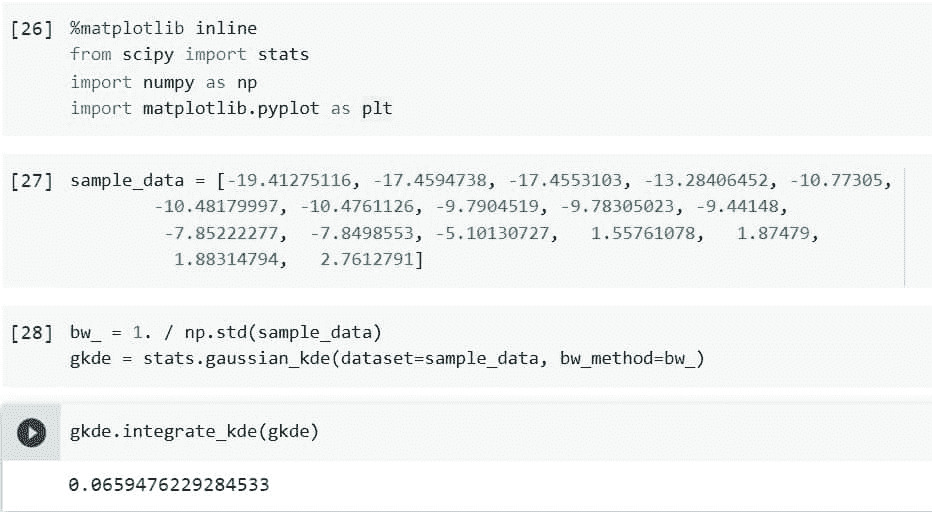 [26] %matplotlib inline
from scipy import stats
import numpy as np
import matplotlib.pyplot as plt
[27] sample_data = [-19.41275116, -17.4594738, -17.4553103, -13.28406452, -10.77305,
-10.48179997, -10.4761126, -9.7904519, -9.78305023, -9.44148,
-7.85222277, -7.8498553, -5.10130727, 1.55761078, 1.87479,
1.88314794, 2.7612791]
[28] bw_ = 1. / np.std(sample_data)
gkde = stats.gaussian_kde(dataset=sample_data, bw_method=bw_)
gkde.integrate_kde(gkde)
0.0659476229284533